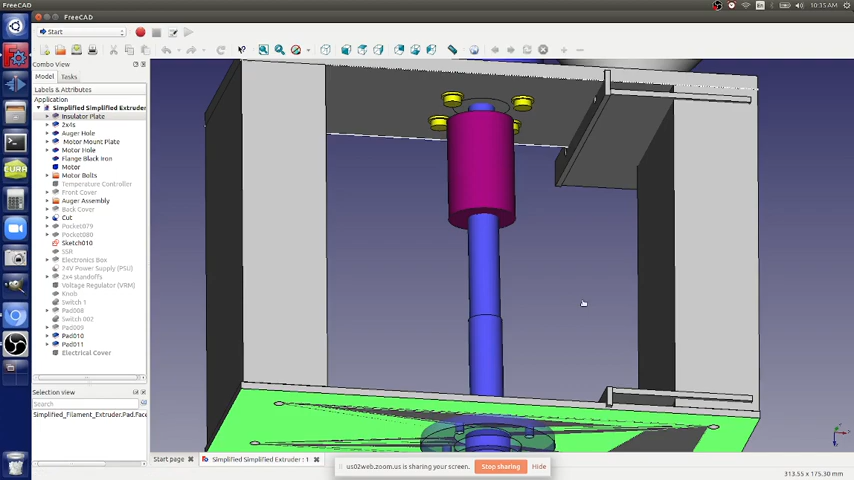 FreeCAD
10:35 AM
FreeCAD
Start
Combo View
Model
Tasks
Labels & Attributes
Application
Simplified Simplified Extruder
Insulator Plate
2x4s
Auger Hole
Motor Mount Plate
Motor Hole
Flange Black Iron
Motor
Motor Bolts
Temperature Controller
Front Cover
Auger Assembly
Back Cover
Cut
Pocket079
Pocket080
Sketch010
SSR
Electronics Box
24V Power Supply (PSU)
2x4 standoffs
Voltage Regulator (VRM)
Knob
Switch 1
Pad008
Switch 002
Pad009
Pad010
Pad011
Electrical Cover
Selection view
Search
Simplified_Filament_Extruder.Pad.Face
Start page
Simplified Simplified Extruder : 1
us02web.zoom.us is sharing your screen.
Stop sharing
Hide
313.55 x 175.30 mm